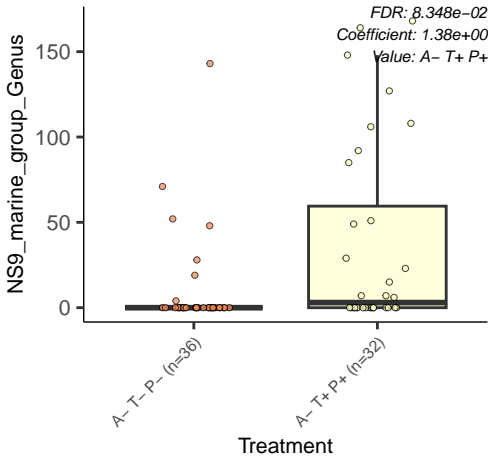 FDR: 8.348e−02
Coefficient: 1.38e+00
Value: A− T+ P+
NS9_marine_group_Genus
150
100
50
0
A− T− P− (n=36)
A− T+ P+ (n=32)
Treatment